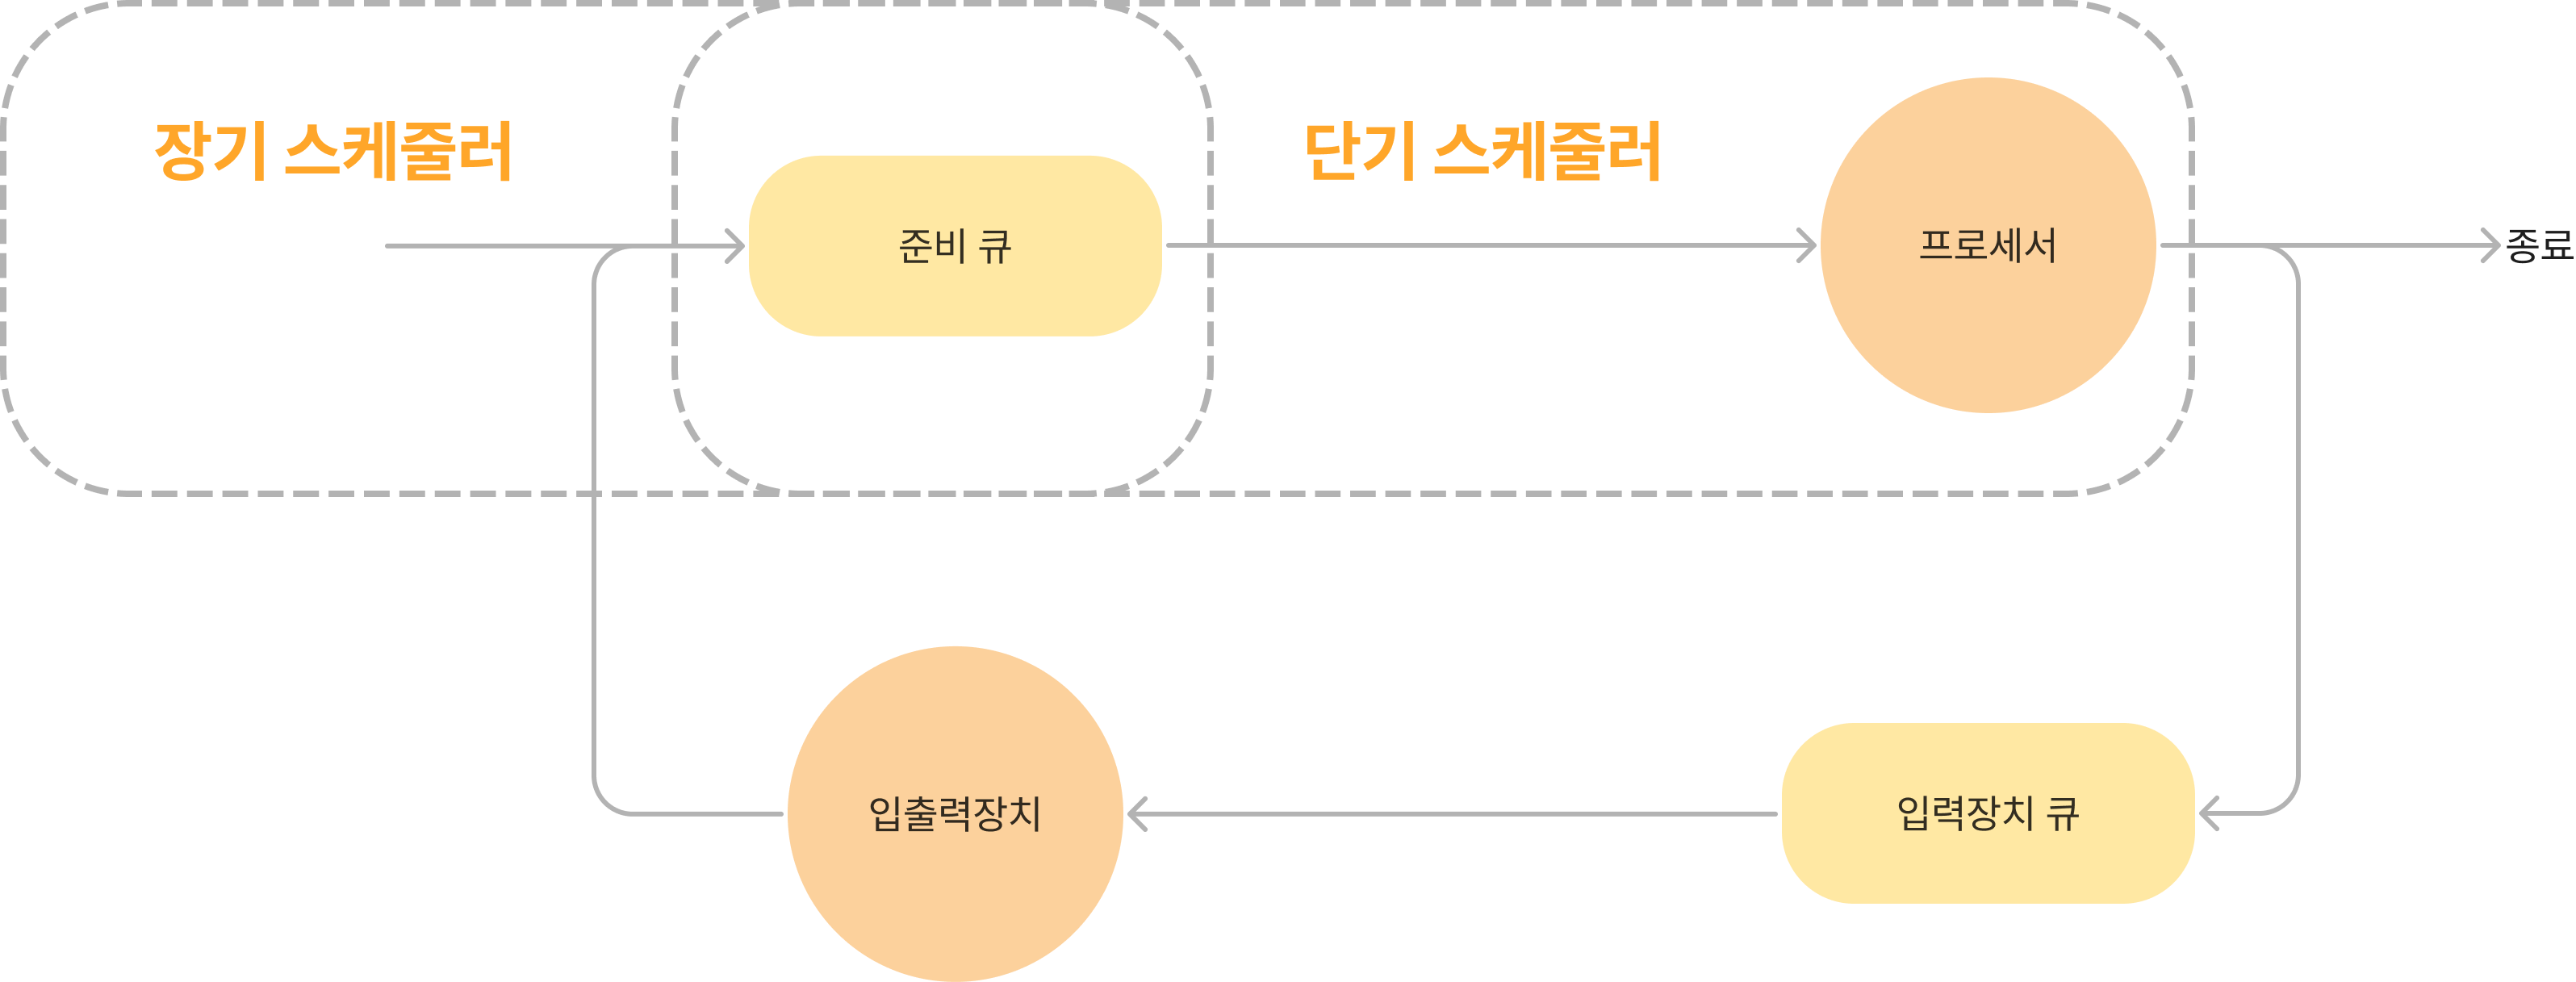 장기 스케줄러
단기 스케줄러
준비 큐
프로세서
종료
입출력장치
입력장치 큐